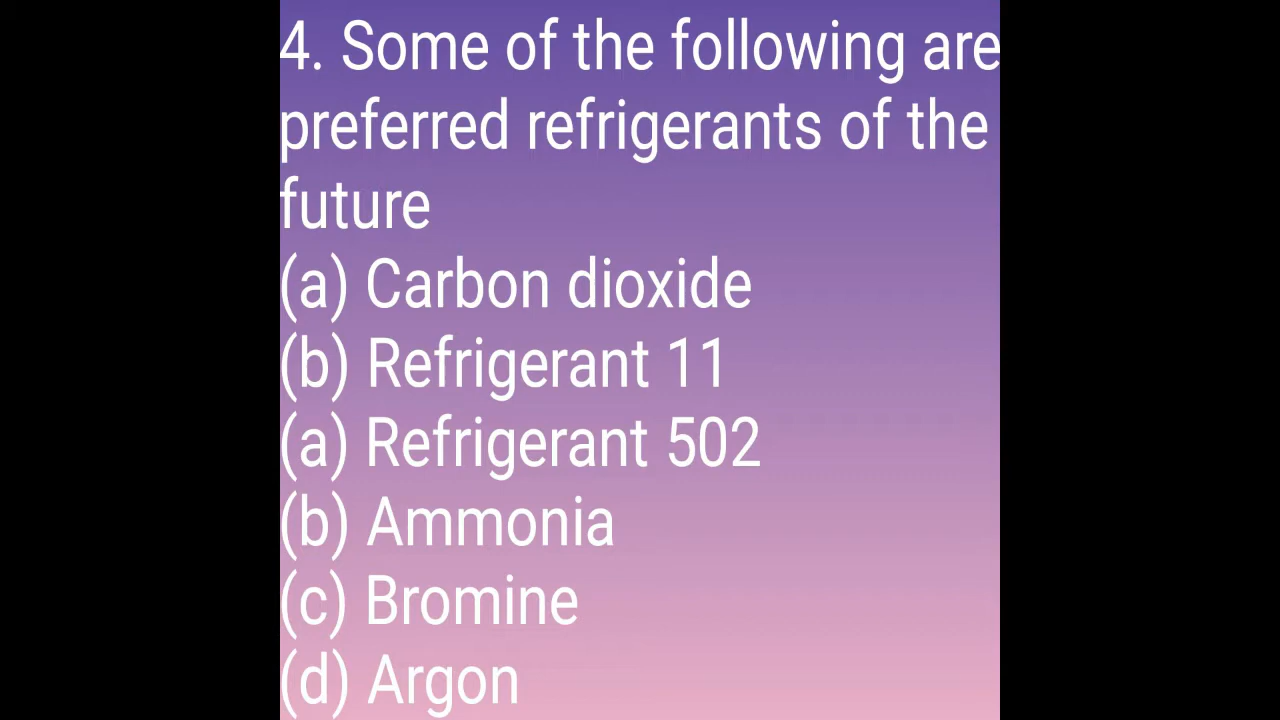 4. Some of the following are
preferred refrigerants of the
future
(a) Carbon dioxide
(b) Refrigerant 11
(a) Refrigerant 502
(b) Ammonia
(c) Bromine
(d) Argon